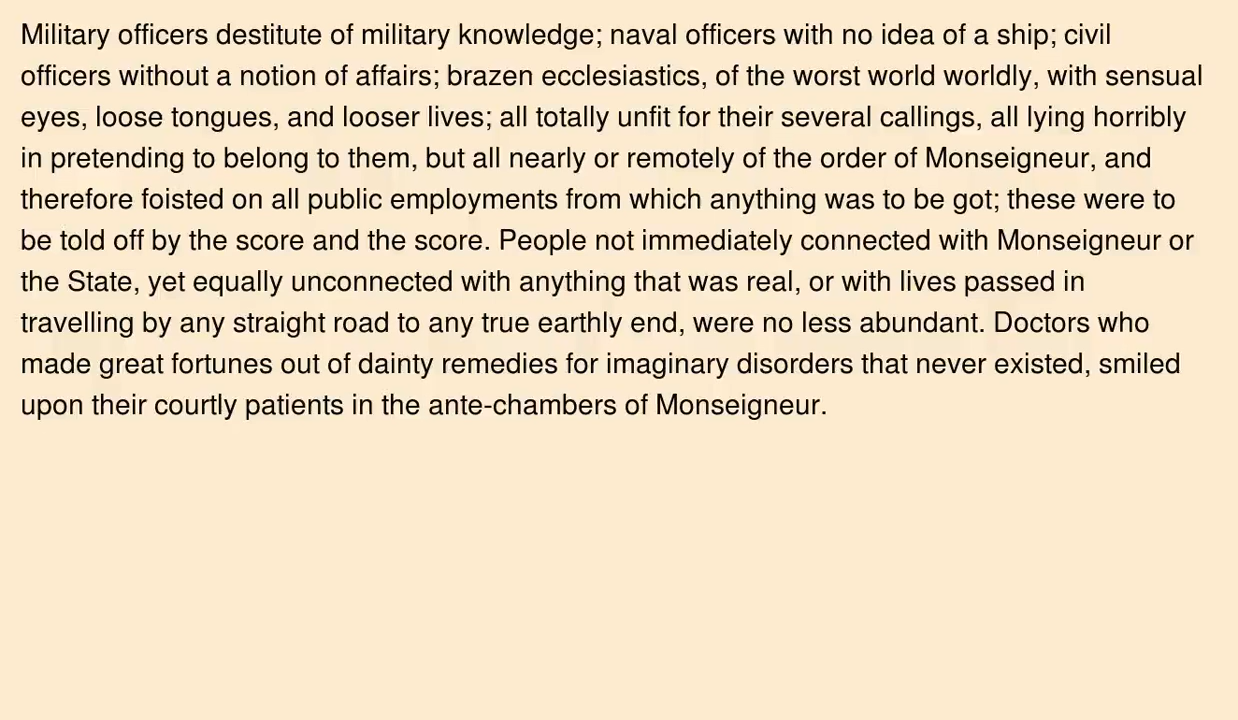 Military officers destitute of military knowledge; naval officers with no idea of a ship; civil
officers without a notion of affairs; brazen ecclesiastics, of the worst world worldly, with sensual
eyes, loose tongues, and looser lives; all totally unfit for their several callings, all lying horribly
in pretending to belong to them, but all nearly or remotely of the order of Monseigneur, and
therefore foisted on all public employments from which anything was to be got; these were to
be told off by the score and the score. People not immediately connected with Monseigneur or
the State, yet equally unconnected with anything that was real, or with lives passed in
travelling by any straight road to any true earthly end, were no less abundant. Doctors who
made great fortunes out of dainty remedies for imaginary disorders that never existed, smiled
upon their courtly patients in the ante-chambers of Monseigneur.